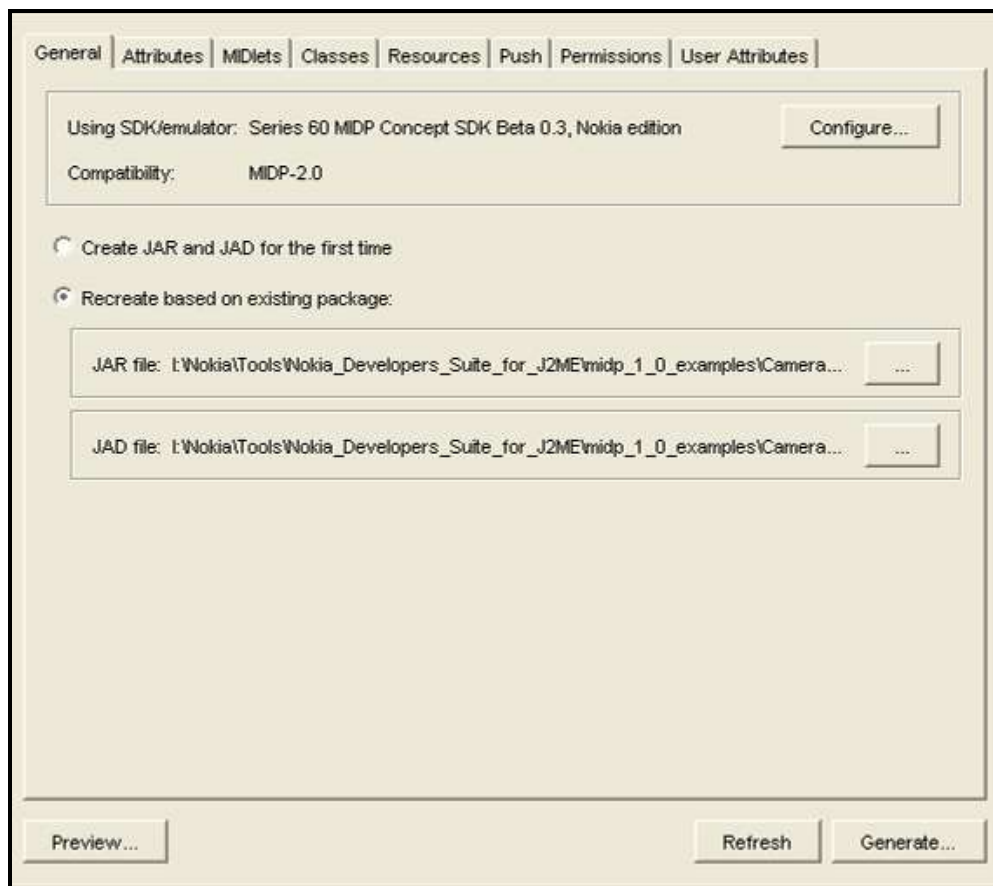 General Attributes MIDlets Classes Resources Push Permissions User Attributes
Using SDK/emulator: Series 60 MIDP Concept SDK Beta 0.3, Nokia edition Configure...
Compatibility: MIDP-2.0
Create JAR and JAD for the first time
Recreate based on existing package:
JAR file: I:\Nokia\Tools\Nokia_Developers_Suite_for_J2ME\midp_1_0_examples\Camera... ...
JAD file: I:\Nokia\Tools\Nokia_Developers_Suite_for_J2ME\midp_1_0_examples\Camera... ...
Preview... Refresh Generate...